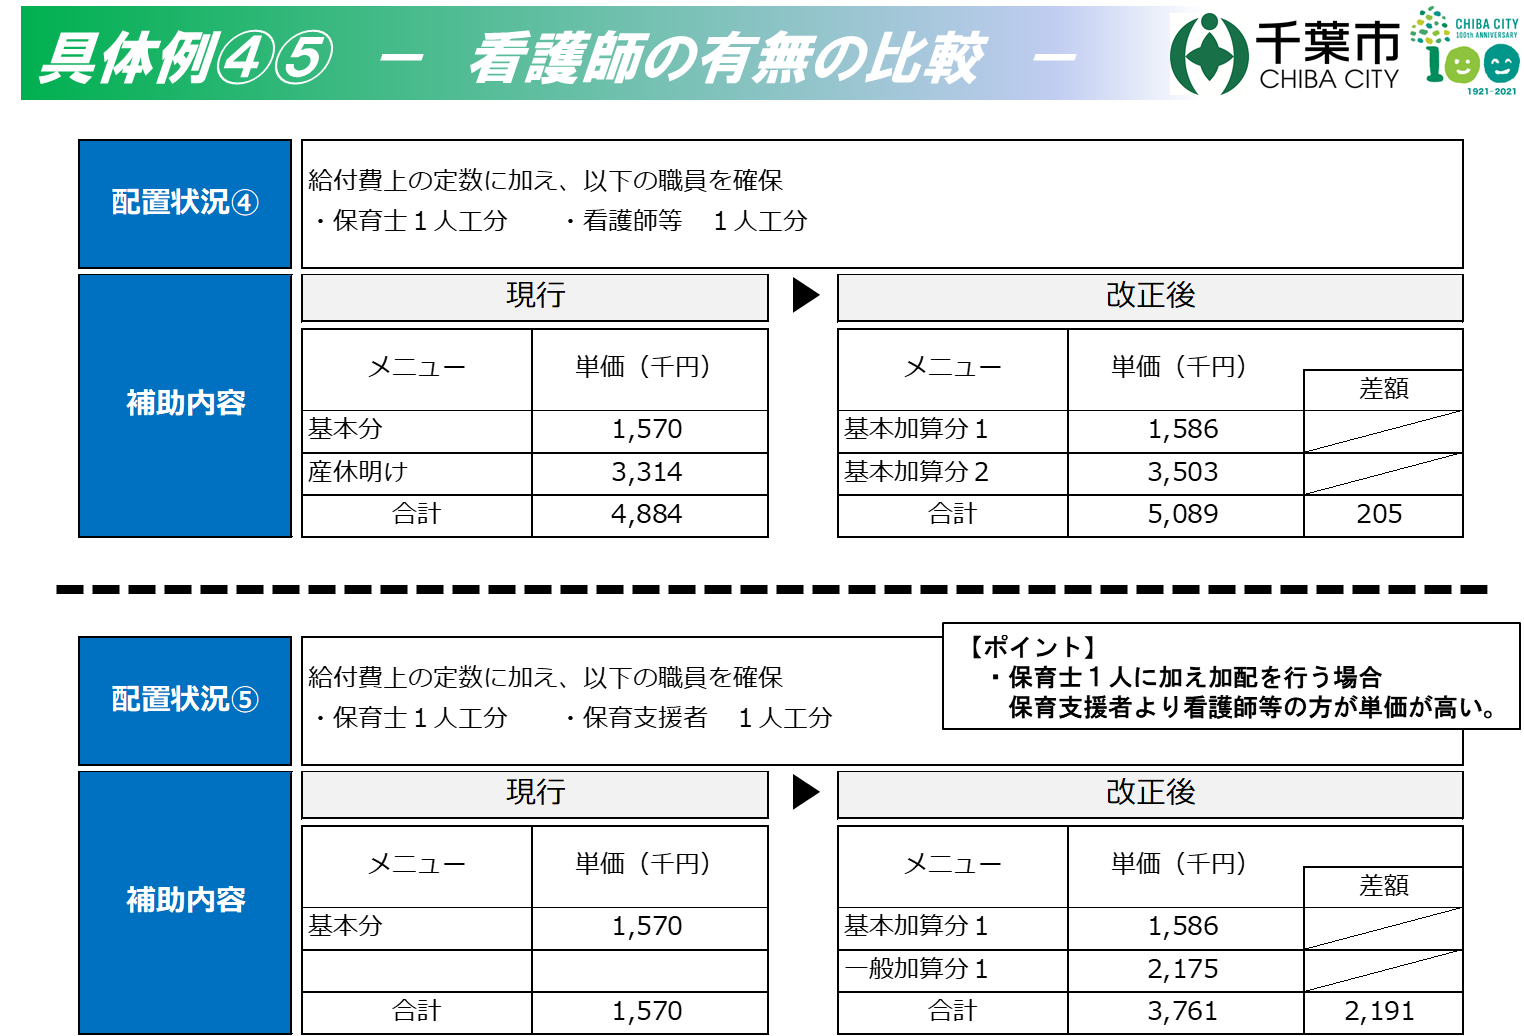 具体例④⑤ － 看護師の有無の比較 －
千葉市
CHIBA CITY
CHIBA CITY
100th ANNIVERSARY
100
1921-2021
配置状況④
給付費上の定数に加え、以下の職員を確保
・保育士１人工分　　・看護師等　１人工分
補助内容
現行
改正後
メニュー 単価（千円）
メニュー 単価（千円）
差額
基本分 1,570
基本加算分１ 1,586
産休明け 3,314
基本加算分２ 3,503
合計 4,884
合計 5,089 205
配置状況⑤
給付費上の定数に加え、以下の職員を確保
・保育士１人工分　　・保育支援者　１人工分
【ポイント】
・保育士１人に加え加配を行う場合
保育支援者より看護師等の方が単価が高い。
補助内容
現行
改正後
メニュー 単価（千円）
メニュー 単価（千円）
差額
基本分 1,570
基本加算分１ 1,586
一般加算分１ 2,175
合計 1,570
合計 3,761 2,191